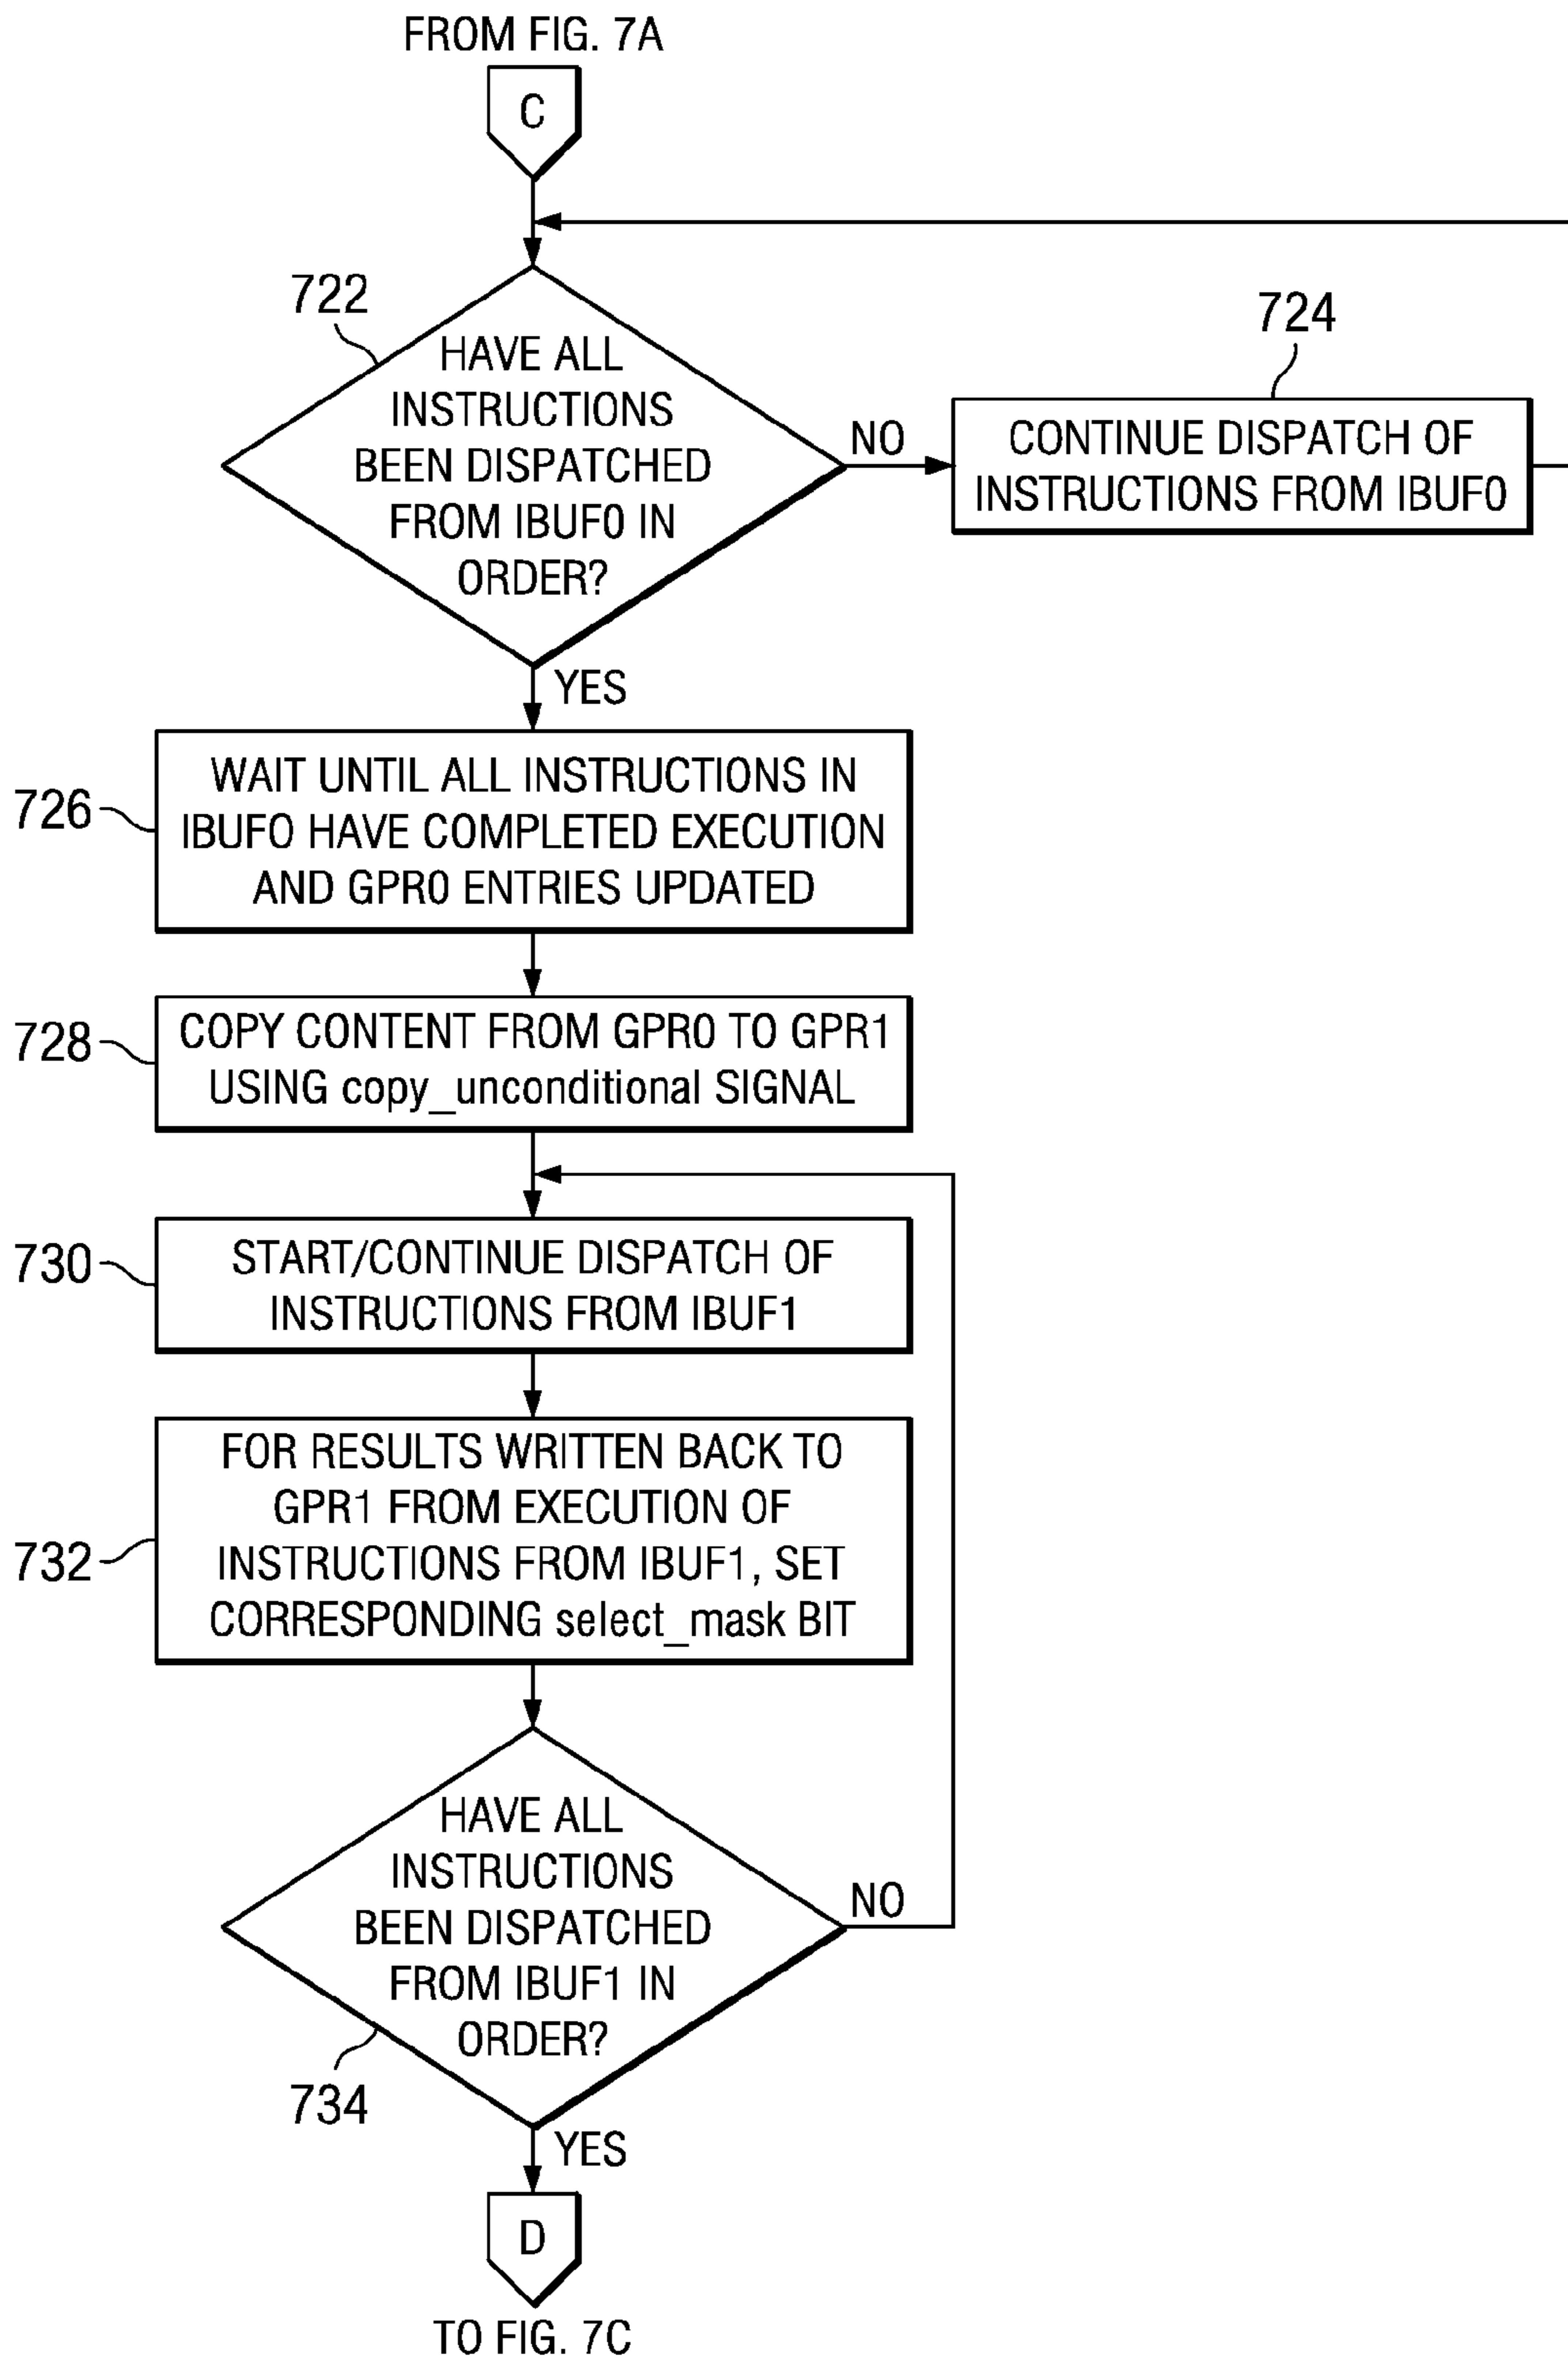 FROM FIG. 7A
C
722
HAVE ALL
INSTRUCTIONS
BEEN DISPATCHED
FROM IBUF0 IN
ORDER?
NO
724
CONTINUE DISPATCH OF
INSTRUCTIONS FROM IBUF0
YES
726
WAIT UNTIL ALL INSTRUCTIONS IN
IBUFO HAVE COMPLETED EXECUTION
AND GPR0 ENTRIES UPDATED
728
COPY CONTENT FROM GPR0 TO GPR1
USING copy_unconditional SIGNAL
730
START/CONTINUE DISPATCH OF
INSTRUCTIONS FROM IBUF1
732
FOR RESULTS WRITTEN BACK TO
GPR1 FROM EXECUTION OF
INSTRUCTIONS FROM IBUF1, SET
CORRESPONDING select_mask BIT
HAVE ALL
INSTRUCTIONS
BEEN DISPATCHED
FROM IBUF1 IN
ORDER?
NO
734
YES
D
TO FIG. 7C